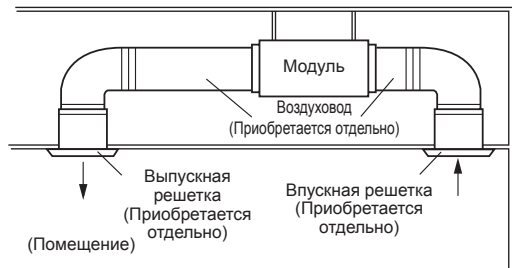 Модуль
Воздуховод
(Приобретается отдельно)
Выпускная
решетка
(Приобретается
отдельно)
(Помещение)
Впускная решетка
(Приобретается
отдельно)